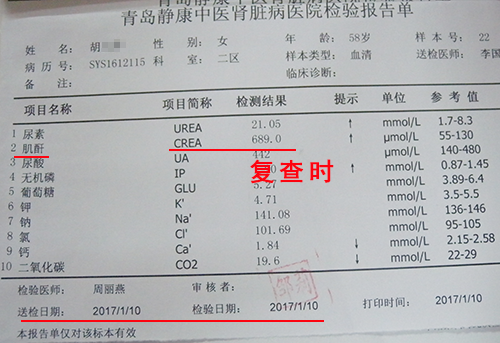 青岛静康中医肾脏病医院检验报告单
姓 名: 胡 性 别: 女 年 龄: 58岁 样 本 号: 22
病 历 号: SYS1612115 科 室: 二区 样本类型: 血清 送检医师: 李国
备 注: 临床诊断:
项目名称 项目简称 检测结果 提示 单位 参 考 值
1 尿素 UREA 21.05 ↑ mmol/L 1.7-8.3
2 肌酐 CREA 689.0 ↑ μmol/L 55-130
3 尿酸 UA 442 μmol/L 140-480
4 无机磷 IP ↑ mmol/L 0.87-1.45
5 葡萄糖 GLU 5.27 mmol/L 3.89-6.4
6 钾 K' 4.71 mmol/L 3.5-5.5
7 钠 Na' 141.08 mmol/L 136-146
8 氯 Cl' 101.69 mmol/L 95-105
9 钙 Ca' 1.84 ↓ mmol/L 2.15-2.58
10 二氧化碳 CO2 19.6 ↓ mmol/L 22-29
复查时
检验医师: 周丽燕 审 核 者:
送检日期: 2017/1/10 检验日期: 2017/1/10 打印时间: 2017/1/10
本报告单仅对该标本有效